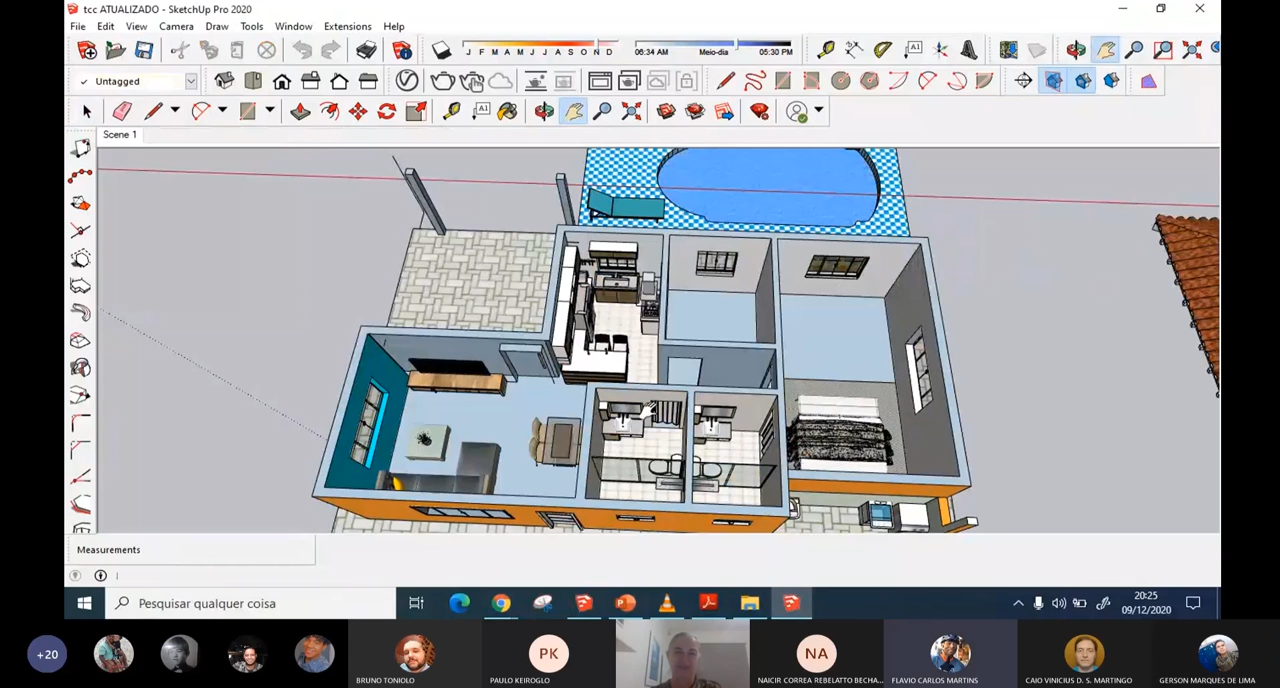 tcc ATUALIZADO - SketchUp Pro 2020
File Edit View Camera Draw Tools Window Extensions Help
J F M A M J J A S O N D
06:34 AM Meio-dia 05:30 PM
A1
Untagged
A1
Scene 1
Measurements
Pesquisar qualquer coisa
20:25
09/12/2020
+20
PK
NA
BRUNO TONIOLO
PAULO KEIROGLO
NAICIR CORREA REBELATTO BECHA...
FLAVIO CARLOS MARTINS
CAIO VINICIUS D. S. MARTINGO
GERSON MARQUES DE LIMA